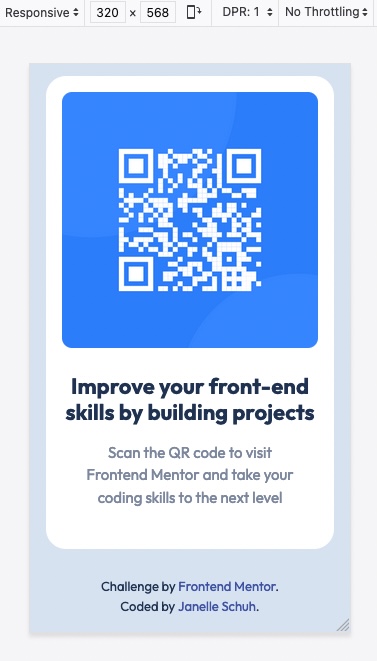 Responsive 320 × 568 DPR: 1 No Throttling
Improve your front-end
skills by building projects
Scan the QR code to visit
Frontend Mentor and take your
coding skills to the next level
Challenge by Frontend Mentor.
Coded by Janelle Schuh.